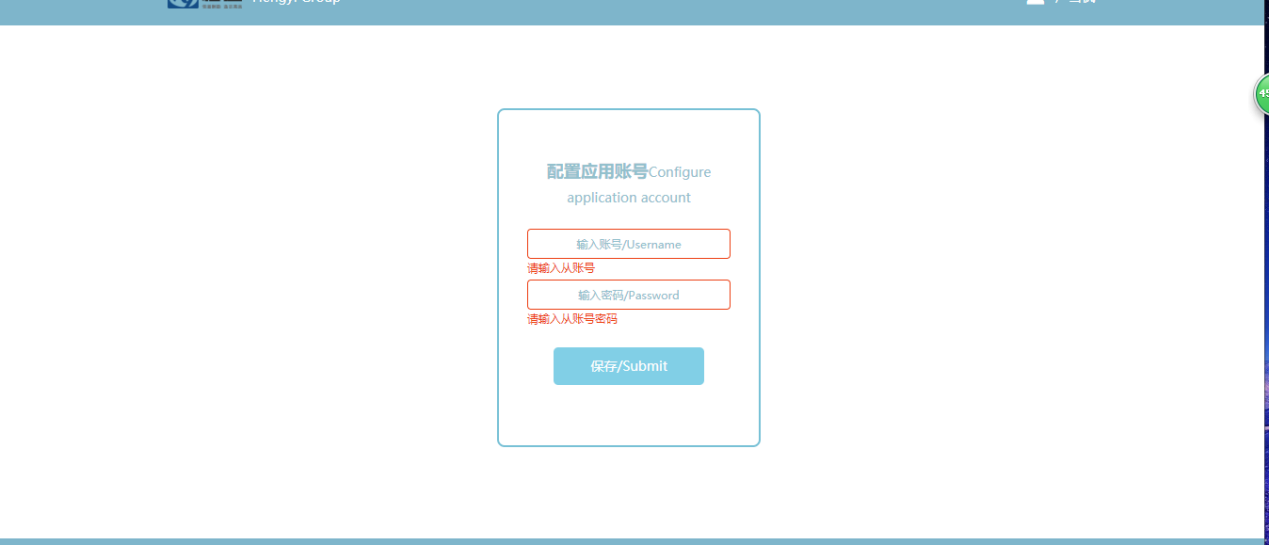 Hengyi Group
配置应用账号Configure
application account
输入账号/Username
请输入从账号
输入密码/Password
请输入从账号密码
保存/Submit